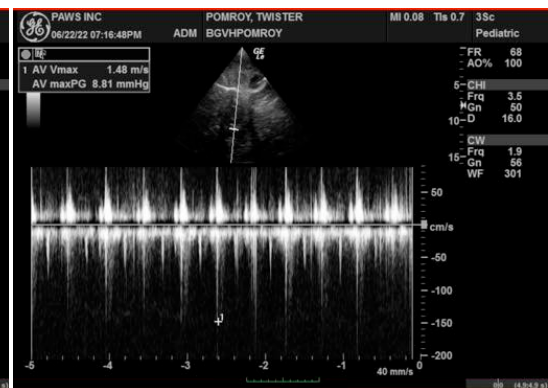 PAWS INC POMROY, TWISTER MI 0.08 TIs 0.7 3Sc
06/22/22 07:16:48PM ADM BGVHPOMROY Pediatric
1 AV Vmax 1.48 m/s
AV maxPG 8.81 mmHg
GE
FR 68
AO% 100
5
CHI
Frq 3.5
Gn 50
10
D 16.0
CW
Frq 1.9
15
Gn 56
WF 301
50
cm/s
-50
-100
1
-150
-200
-5 -4 -3 -2 -1 0
40 mm/s